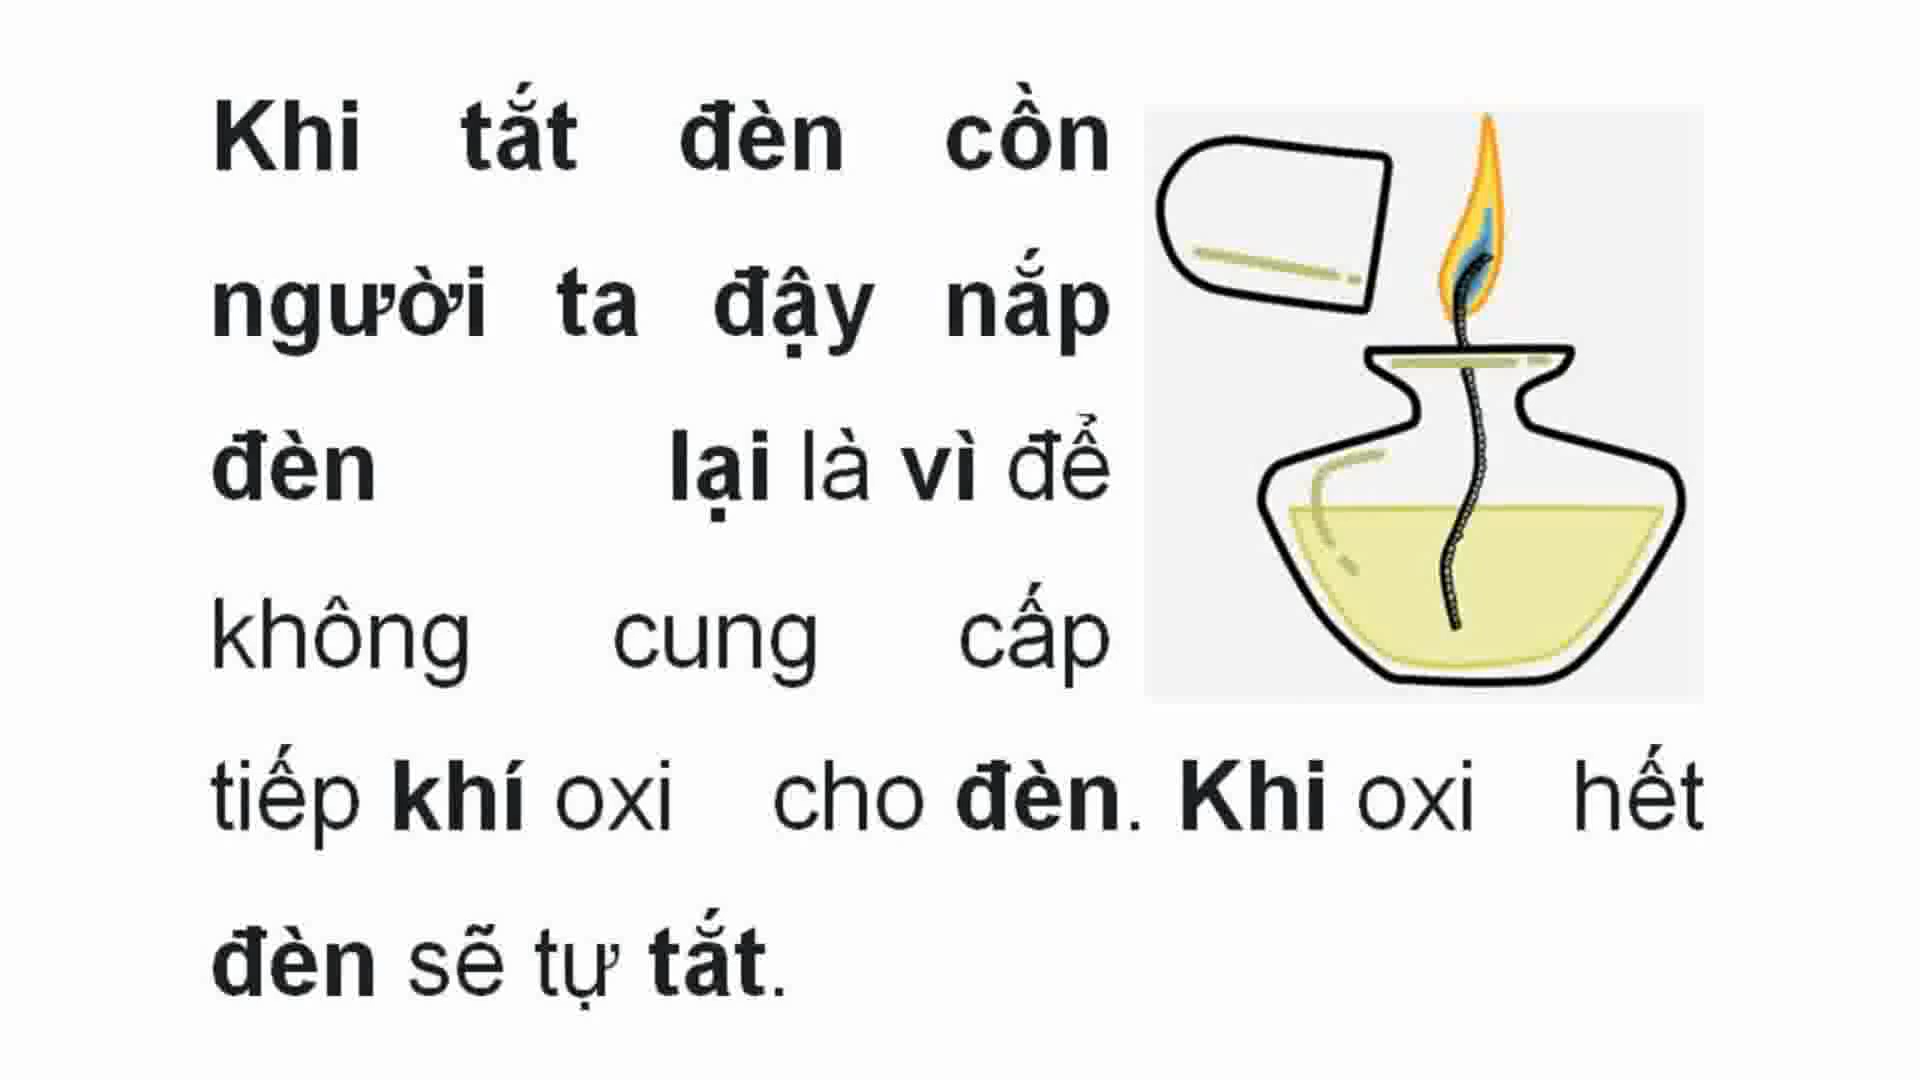 Khi tắt đèn cồn
người ta đậy nắp
đèn lại là vì để
không cung cấp
tiếp khí oxi cho đèn. Khi oxi hết
đèn sẽ tự tắt.